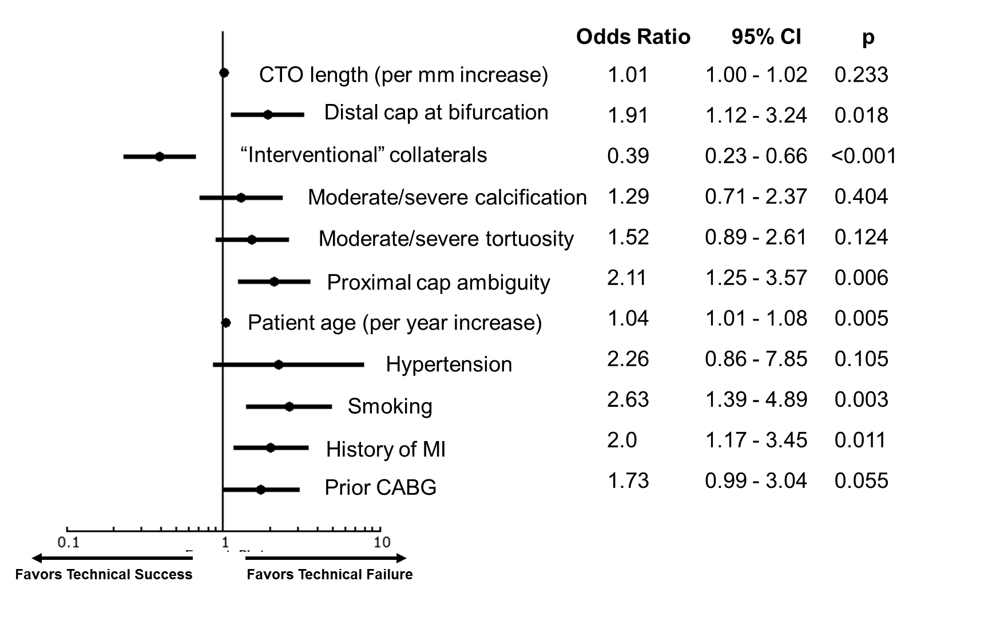 Odds Ratio 95% CI p
CTO length (per mm increase) 1.01 1.00 - 1.02 0.233
Distal cap at bifurcation 1.91 1.12 - 3.24 0.018
“Interventional” collaterals 0.39 0.23 - 0.66 <0.001
Moderate/severe calcification 1.29 0.71 - 2.37 0.404
Moderate/severe tortuosity 1.52 0.89 - 2.61 0.124
Proximal cap ambiguity 2.11 1.25 - 3.57 0.006
Patient age (per year increase) 1.04 1.01 - 1.08 0.005
Hypertension 2.26 0.86 - 7.85 0.105
Smoking 2.63 1.39 - 4.89 0.003
History of MI 2.0 1.17 - 3.45 0.011
Prior CABG 1.73 0.99 - 3.04 0.055
0.1 1 10
Favors Technical Success Favors Technical Failure